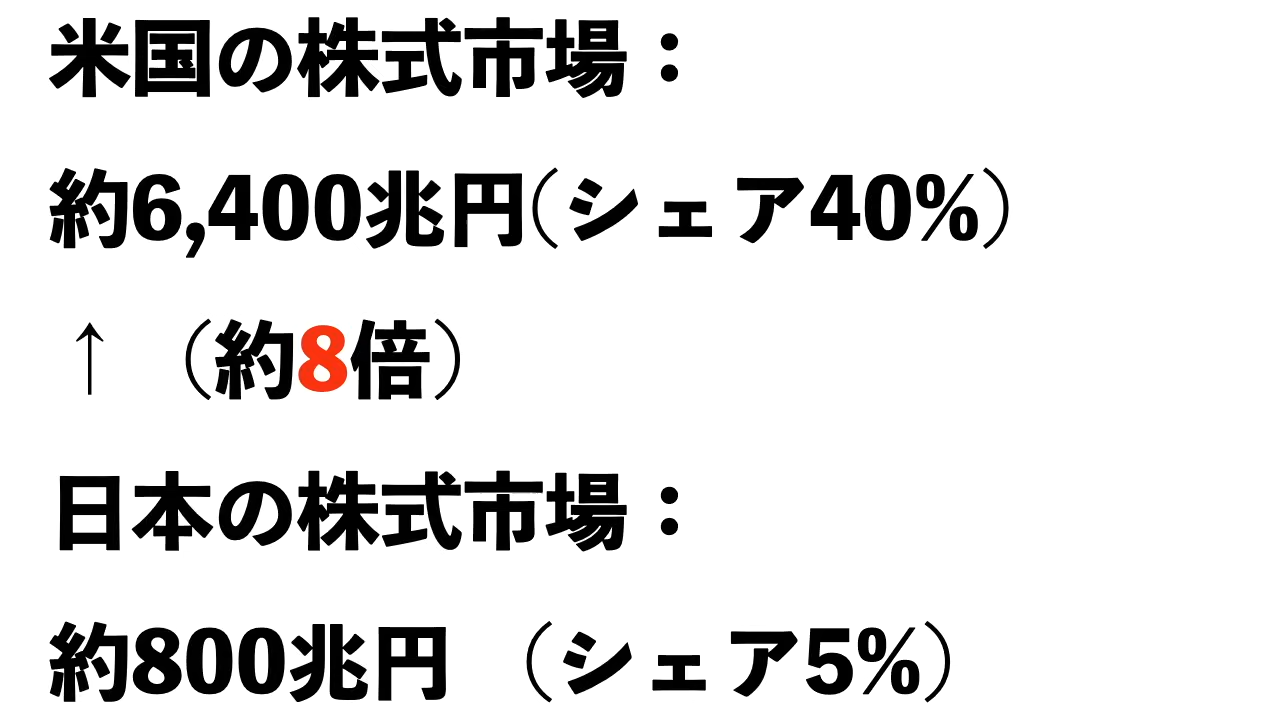 米国の株式市場：
約6,400兆円（シェア40%）
↑ （約8倍）
日本の株式市場：
約800兆円 （シェア5%）